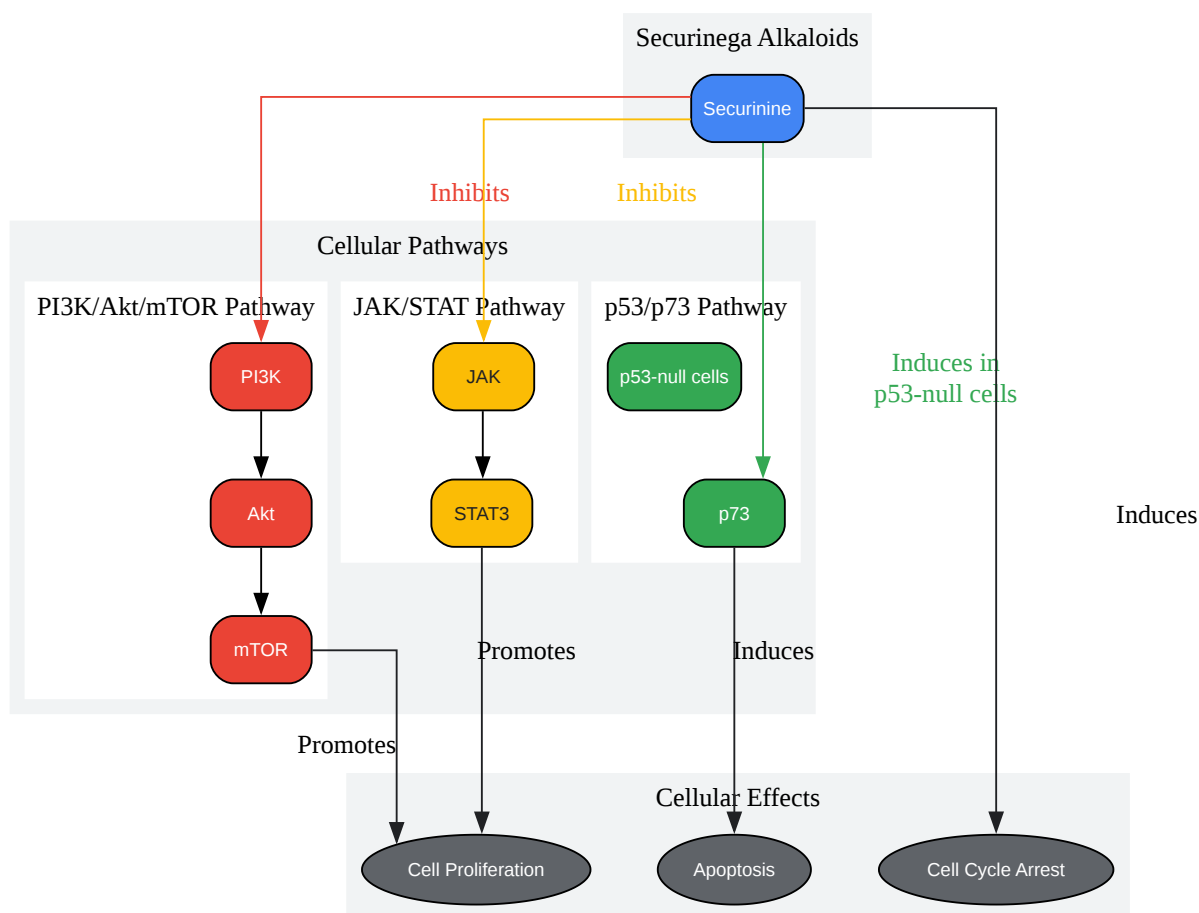 Securinega Alkaloids
Securinine
Inhibits
Inhibits
Cellular Pathways
PI3K/Akt/mTOR Pathway
JAK/STAT Pathway
p53/p73 Pathway
PI3K
JAK
p53-null cells
Induces in
p53-null cells
Akt
STAT3
p73
Induces
mTOR
Promotes
Induces
Promotes
Cellular Effects
Cell Proliferation
Apoptosis
Cell Cycle Arrest